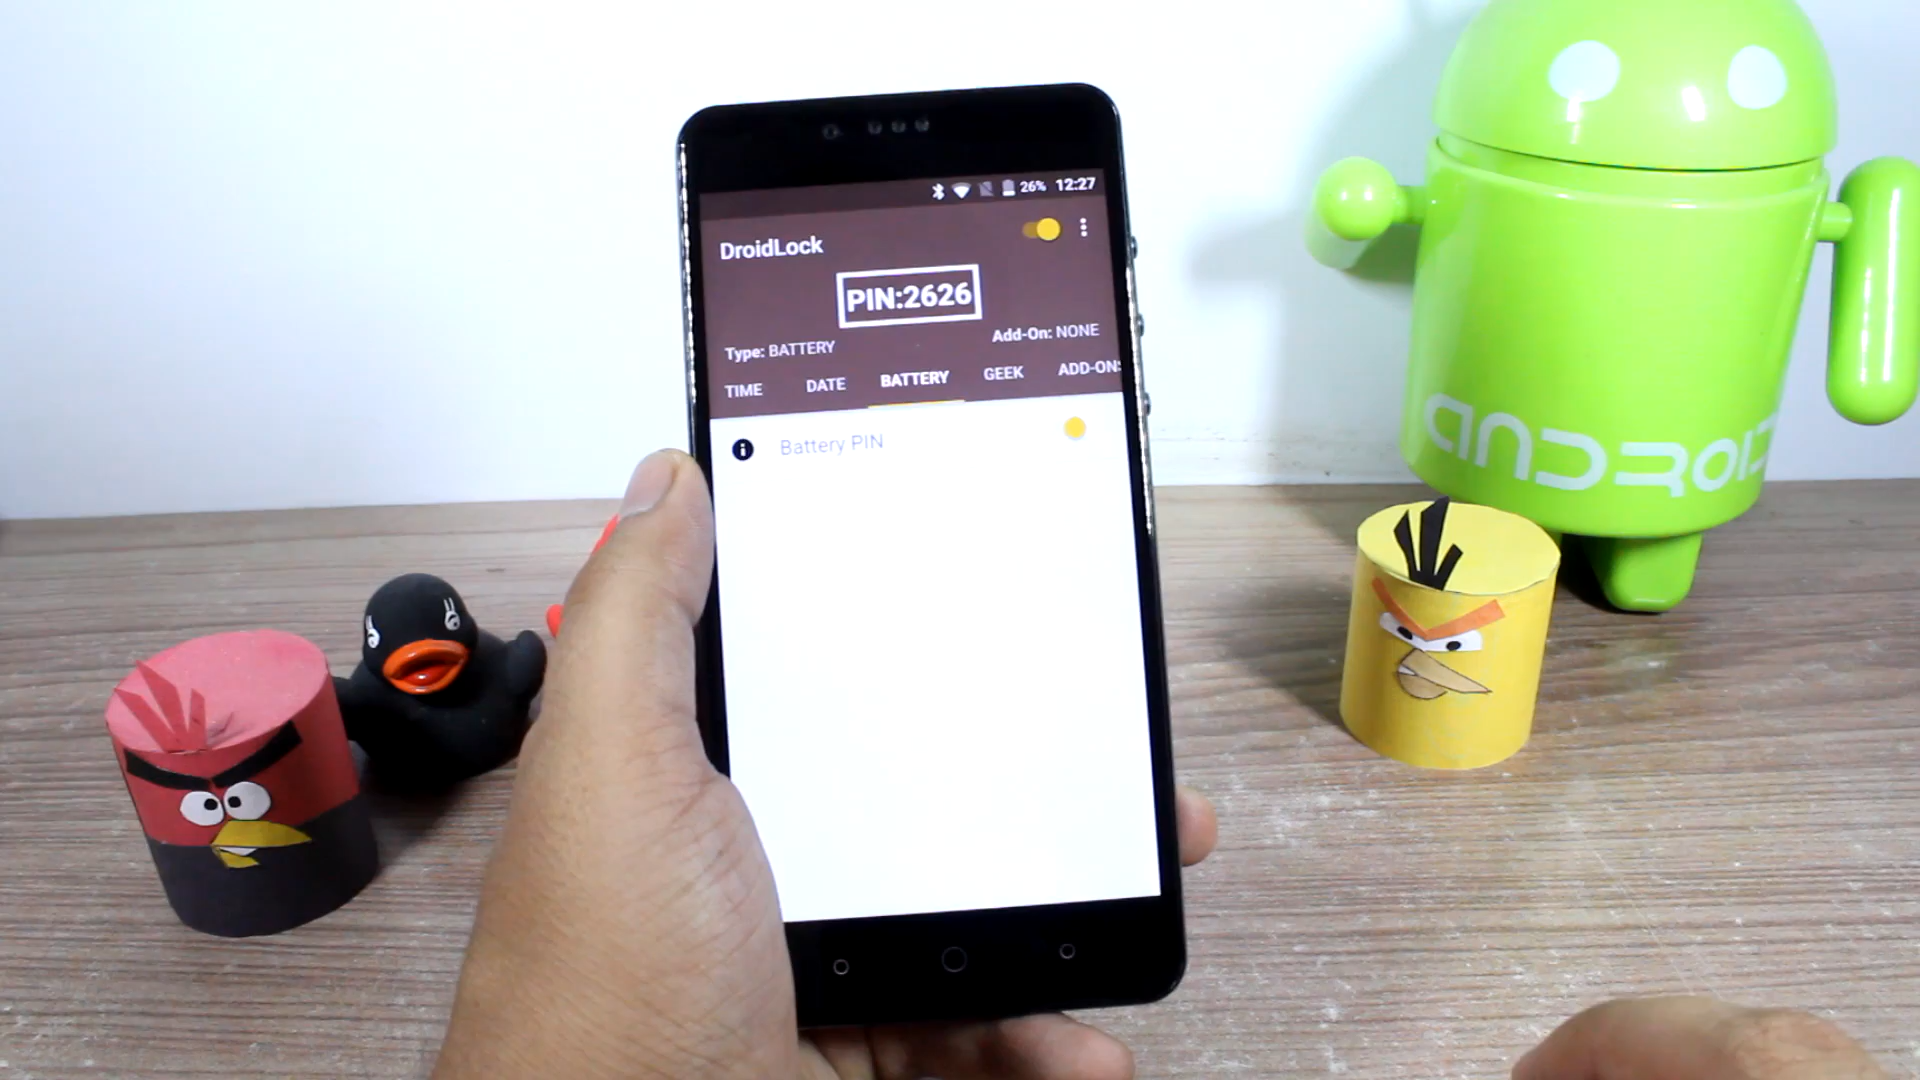 26% 12:27
DroidLock
PIN:2626
Type: BATTERY Add-On: NONE
TIME DATE BATTERY GEEK ADD-ONS
Battery PIN
ANDROID